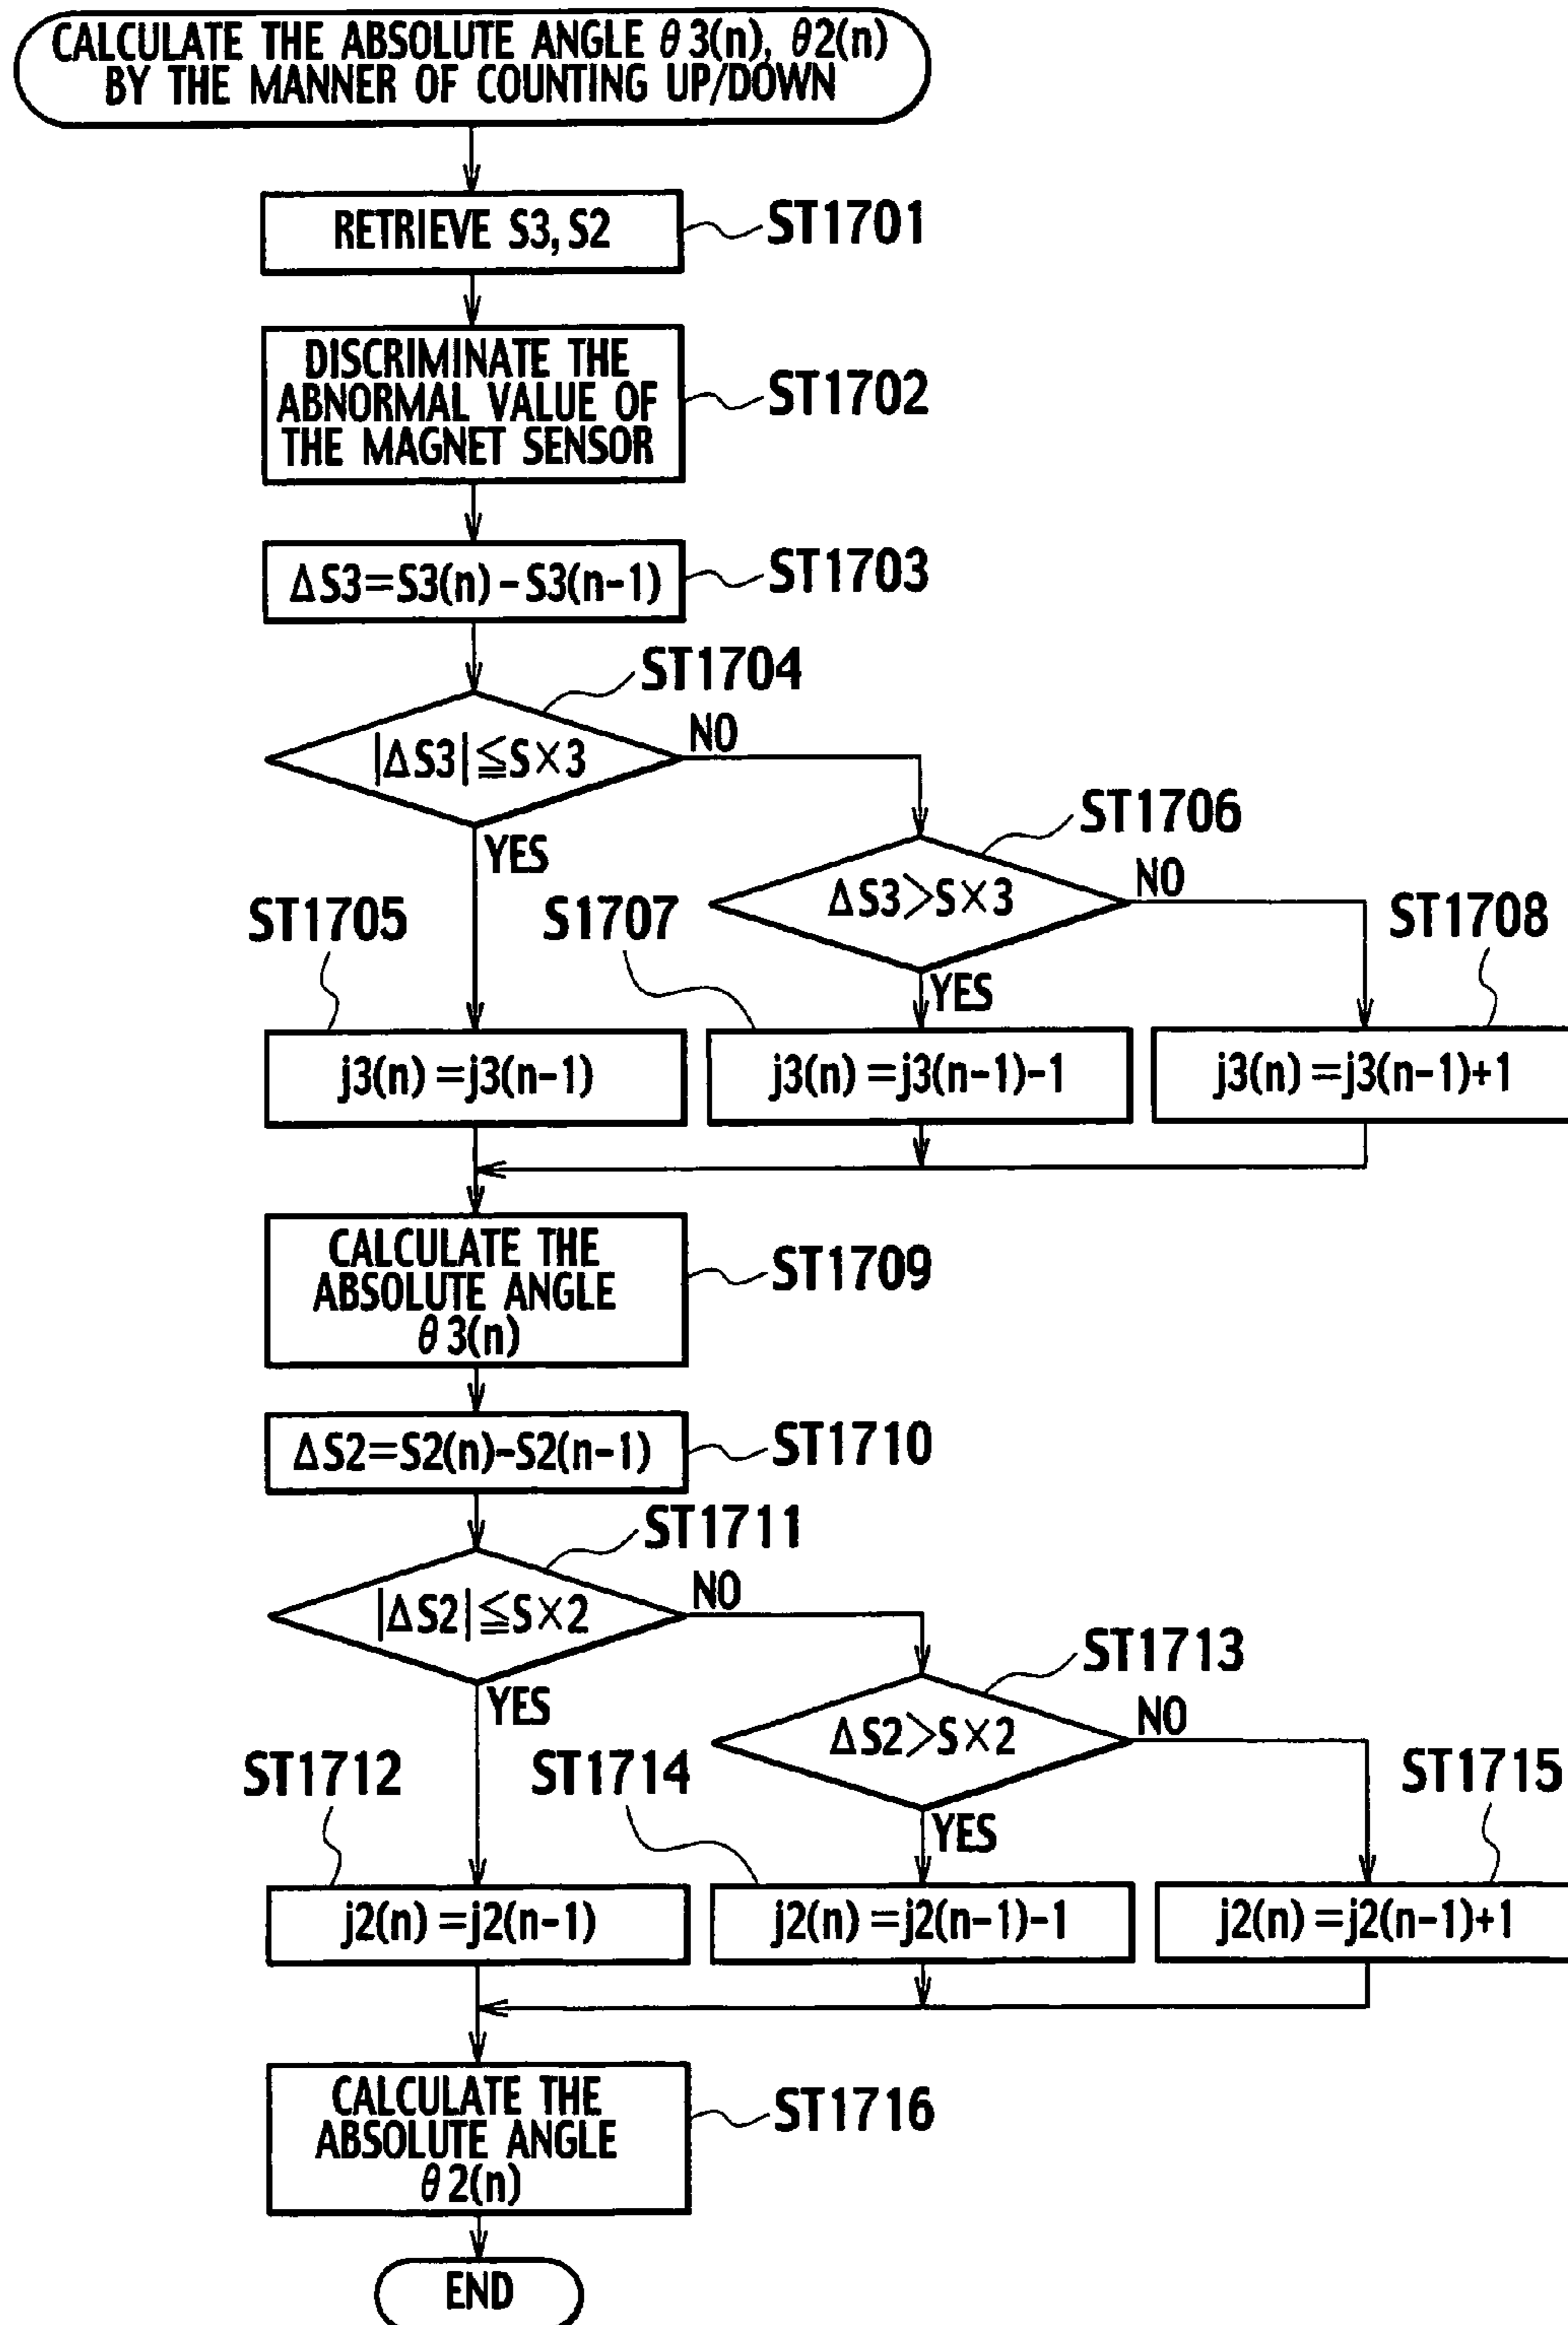 CALCULATE THE ABSOLUTE ANGLE θ3(n), θ2(n)
BY THE MANNER OF COUNTING UP/DOWN
RETRIEVE S3, S2
ST1701
DISCRIMINATE THE
ABNORMAL VALUE OF
THE MAGNET SENSOR
ST1702
ΔS3=S3(n)-S3(n-1)
ST1703
ST1704
|ΔS3|≦S×3
NO
YES
ST1706
ΔS3>S×3
NO
YES
ST1705
S1707
ST1708
j3(n)=j3(n-1)
j3(n)=j3(n-1)-1
j3(n)=j3(n-1)+1
CALCULATE THE
ABSOLUTE ANGLE
θ3(n)
ST1709
ΔS2=S2(n)-S2(n-1)
ST1710
ST1711
|ΔS2|≦S×2
NO
YES
ST1713
ΔS2>S×2
NO
YES
ST1712
ST1714
ST1715
j2(n)=j2(n-1)
j2(n)=j2(n-1)-1
j2(n)=j2(n-1)+1
CALCULATE THE
ABSOLUTE ANGLE
θ2(n)
ST1716
END